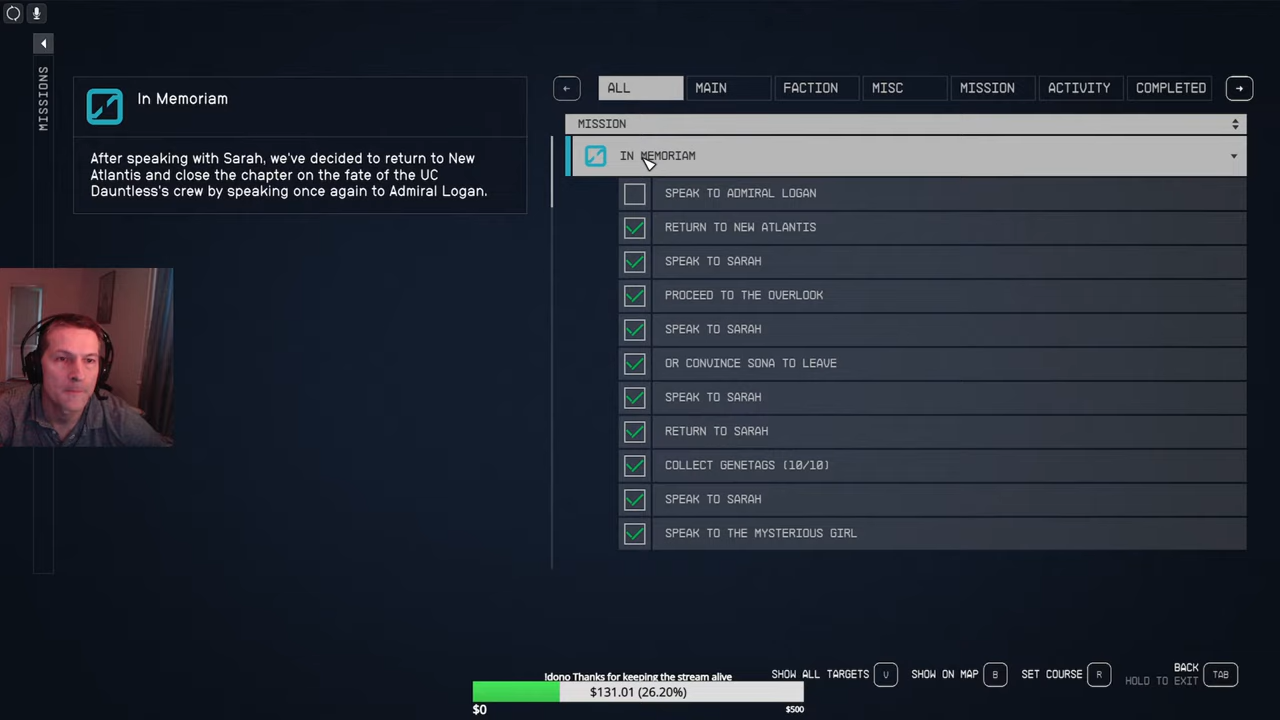 MISSIONS
In Memoriam
After speaking with Sarah, we've decided to return to New
Atlantis and close the chapter on the fate of the UC
Dauntless's crew by speaking once again to Admiral Logan.
ALL
MAIN
FACTION
MISC
MISSION
ACTIVITY
COMPLETED
MISSION
IN MEMORIAM
SPEAK TO ADMIRAL LOGAN
RETURN TO NEW ATLANTIS
SPEAK TO SARAH
PROCEED TO THE OVERLOOK
SPEAK TO SARAH
OR CONVINCE SONA TO LEAVE
SPEAK TO SARAH
RETURN TO SARAH
COLLECT GENETAGS (10/10)
SPEAK TO SARAH
SPEAK TO THE MYSTERIOUS GIRL
!dono Thanks for keeping the stream alive
$131.01 (26.20%)
$0
$500
SHOW ALL TARGETS V
SHOW ON MAP B
SET COURSE R
BACK
HOLD TO EXIT
TAB